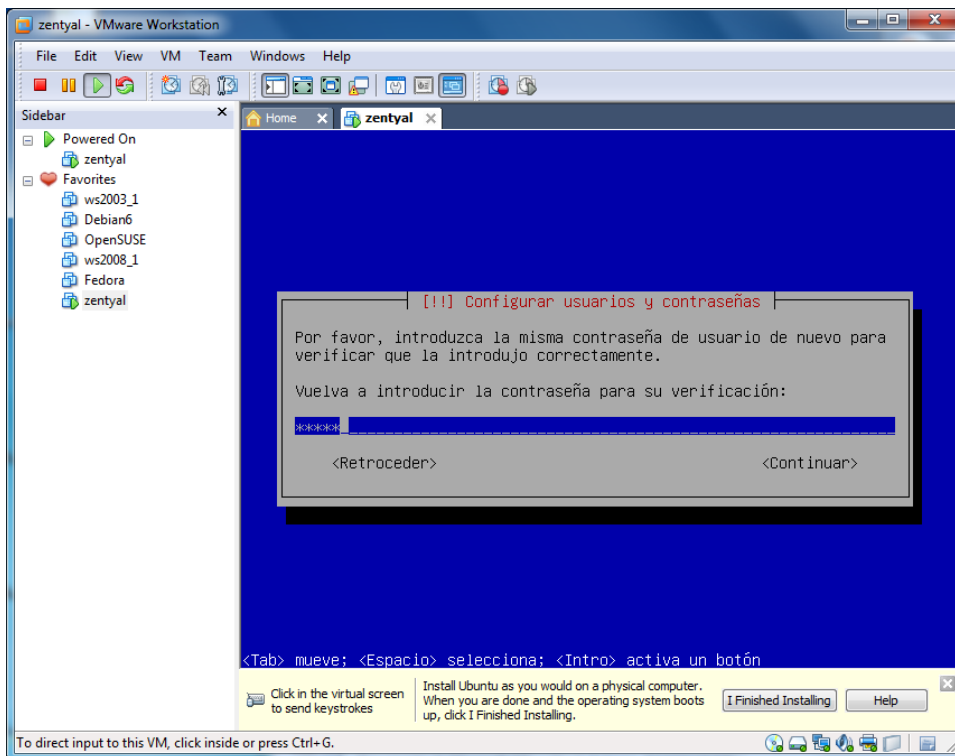 zentyal - VMware Workstation
File Edit View VM Team Windows Help
Sidebar
Home zentyal
Powered On
zentyal
Favorites
ws2003_1
Debian6
OpenSUSE
ws2008_1
Fedora
zentyal
[!!] Configurar usuarios y contraseñas
Por favor, introduzca la misma contraseña de usuario de nuevo para
verificar que la introdujo correctamente.
Vuelva a introducir la contraseña para su verificación:
*****
<Retroceder> <Continuar>
<Tab> mueve; <Espacio> selecciona; <Intro> activa un botón
Click in the virtual screen
to send keystrokes
Install Ubuntu as you would on a physical computer.
When you are done and the operating system boots
up, click I Finished Installing.
I Finished Installing Help
To direct input to this VM, click inside or press Ctrl+G.